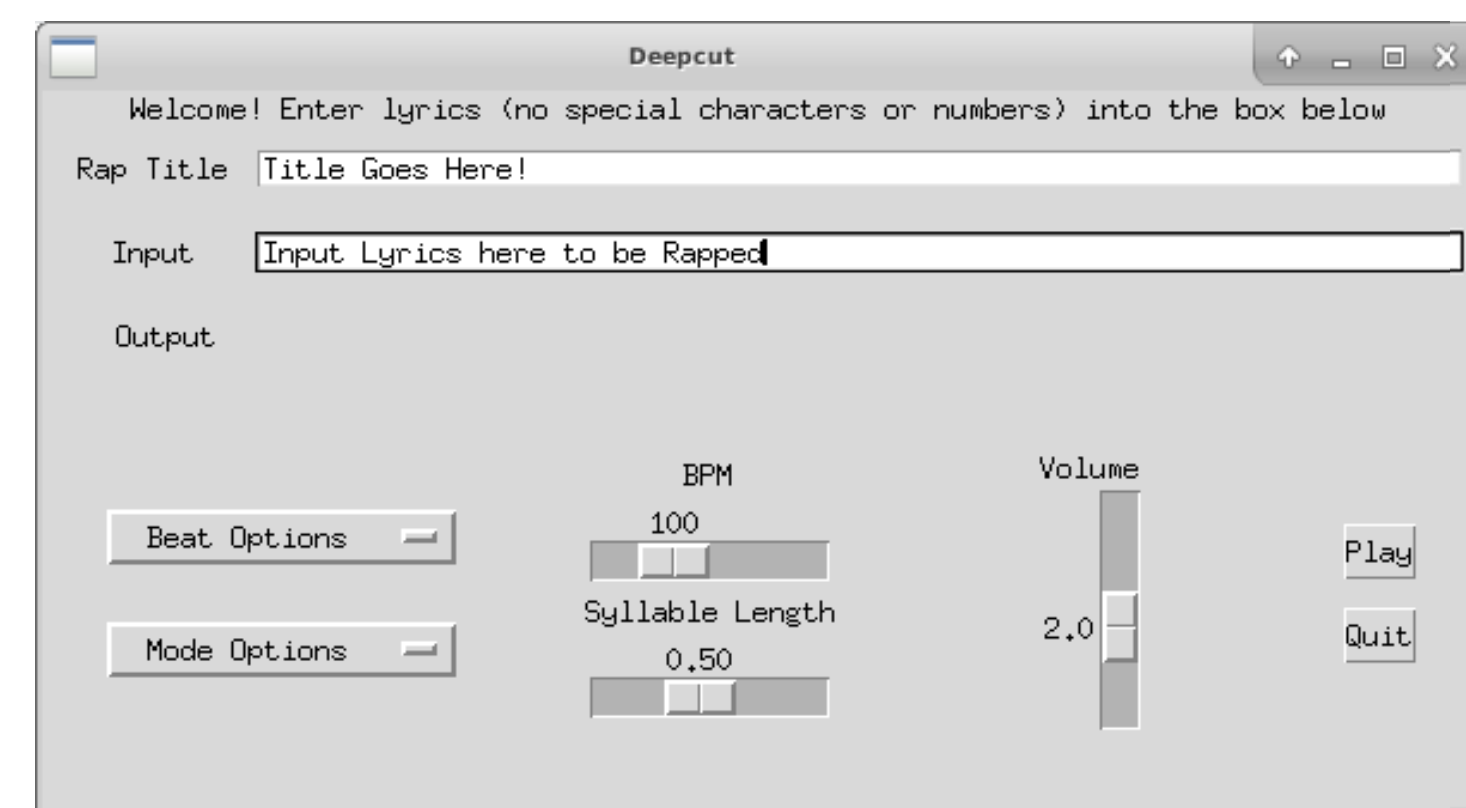 Deepcut
Welcome! Enter lyrics (no special characters or numbers) into the box below
Rap Title Title Goes Here!
Input Input Lyrics here to be Rapped
Output
BPM
Volume
Beat Options
100
Play
Syllable Length
2.0
Quit
Mode Options
0.50